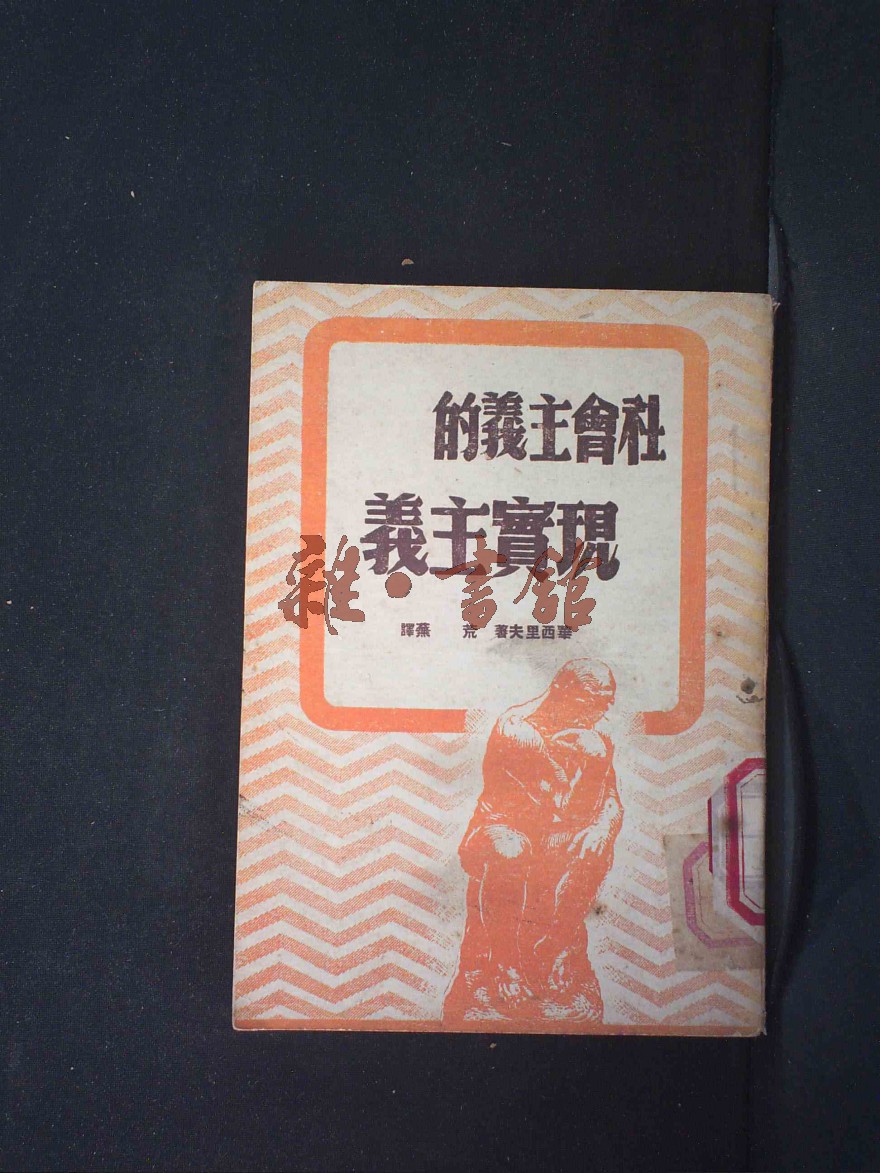 社會主義的
現實主義
華西里夫著 荒蕪譯
雜·書館